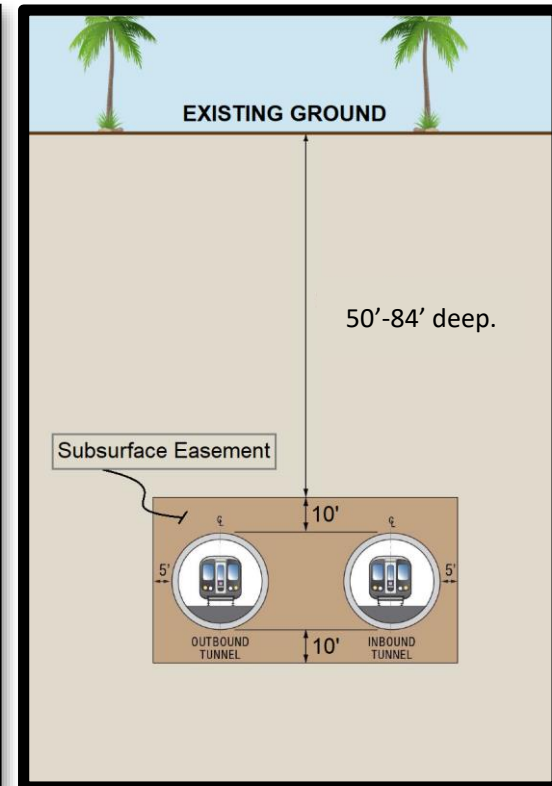 EXISTING GROUND
50’-84’ deep.
Subsurface Easement
℄
10'
℄
5'
5'
OUTBOUND
TUNNEL
10'
INBOUND
TUNNEL